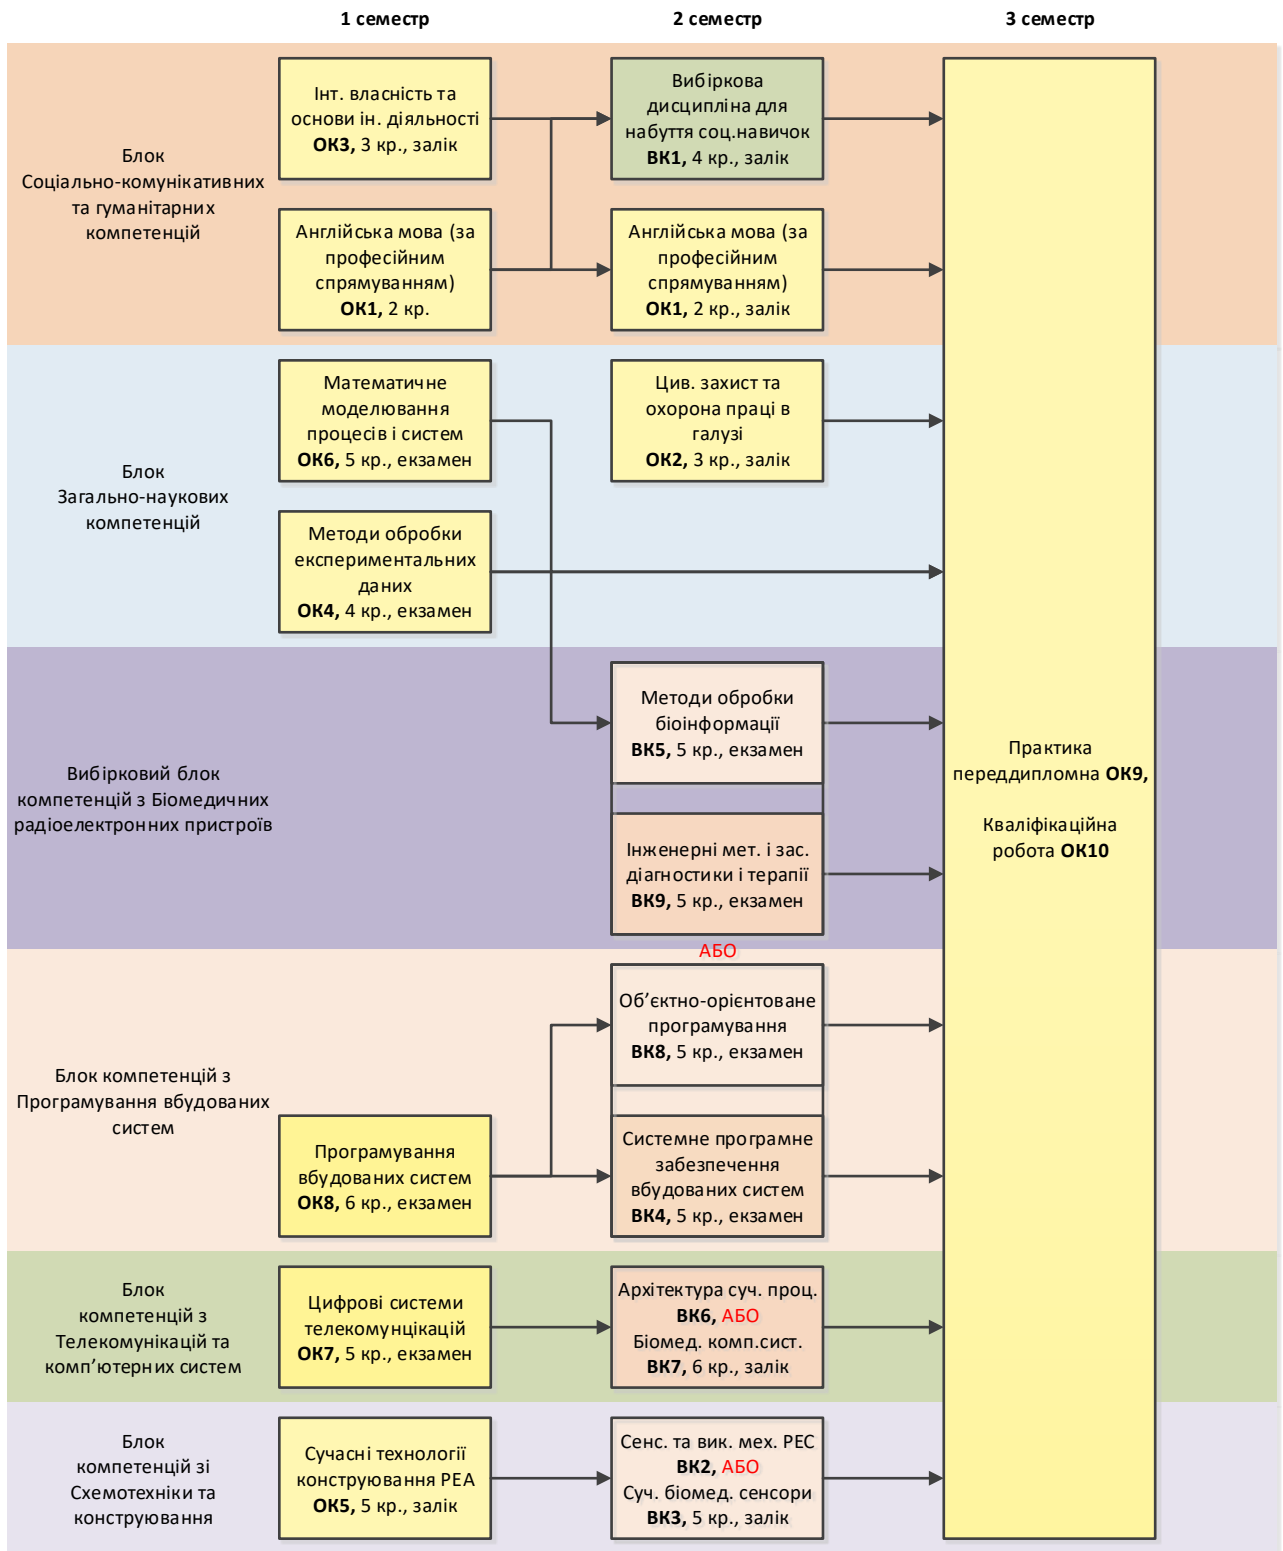 1 семестр
2 семестр
3 семестр
Блок
Соціально-комунікативних
та гуманітарних
компетенцій
Інт. власність та
основи ін. діяльності
ОК3, 3 кр., залік
Вибіркова
дисципліна для
набуття соц.навичок
ВК1, 4 кр., залік
Англійська мова (за
професійним
спрямуванням)
ОК1, 2 кр.
Англійська мова (за
професійним
спрямуванням)
ОК1, 2 кр., залік
Блок
Загально-наукових
компетенцій
Математичне
моделювання
процесів і систем
ОК6, 5 кр., екзамен
Цив. захист та
охорона праці в
галузі
ОК2, 3 кр., залік
Методи обробки
експериментальних
даних
ОК4, 4 кр., екзамен
Вибірковий блок
компетенцій з Біомедичних
радіоелектронних пристроїв
Методи обробки
біоінформації
ВК5, 5 кр., екзамен
Інженерні мет. і зас.
діагностики і терапії
ВК9, 5 кр., екзамен
Практика
переддипломна ОК9,
Кваліфікаційна
робота ОК10
АБО
Блок компетенцій з
Програмування вбудованих
систем
Об’єктно-орієнтоване
програмування
ВК8, 5 кр., екзамен
Програмування
вбудованих систем
ОК8, 6 кр., екзамен
Системне програмне
забезпечення
вбудованих систем
ВК4, 5 кр., екзамен
Блок
компетенцій з
Телекомунікацій та
комп’ютерних систем
Цифрові системи
телекомунцікацій
ОК7, 5 кр., екзамен
Архітектура суч. проц.
ВК6, АБО
Біомед. комп.сист.
ВК7, 6 кр., залік
Блок
компетенцій зі
Схемотехніки та
конструювання
Сучасні технології
конструювання РЕА
ОК5, 5 кр., залік
Сенс. та вик. мех. РЕС
ВК2, АБО
Суч. біомед. сенсори
ВК3, 5 кр., залік